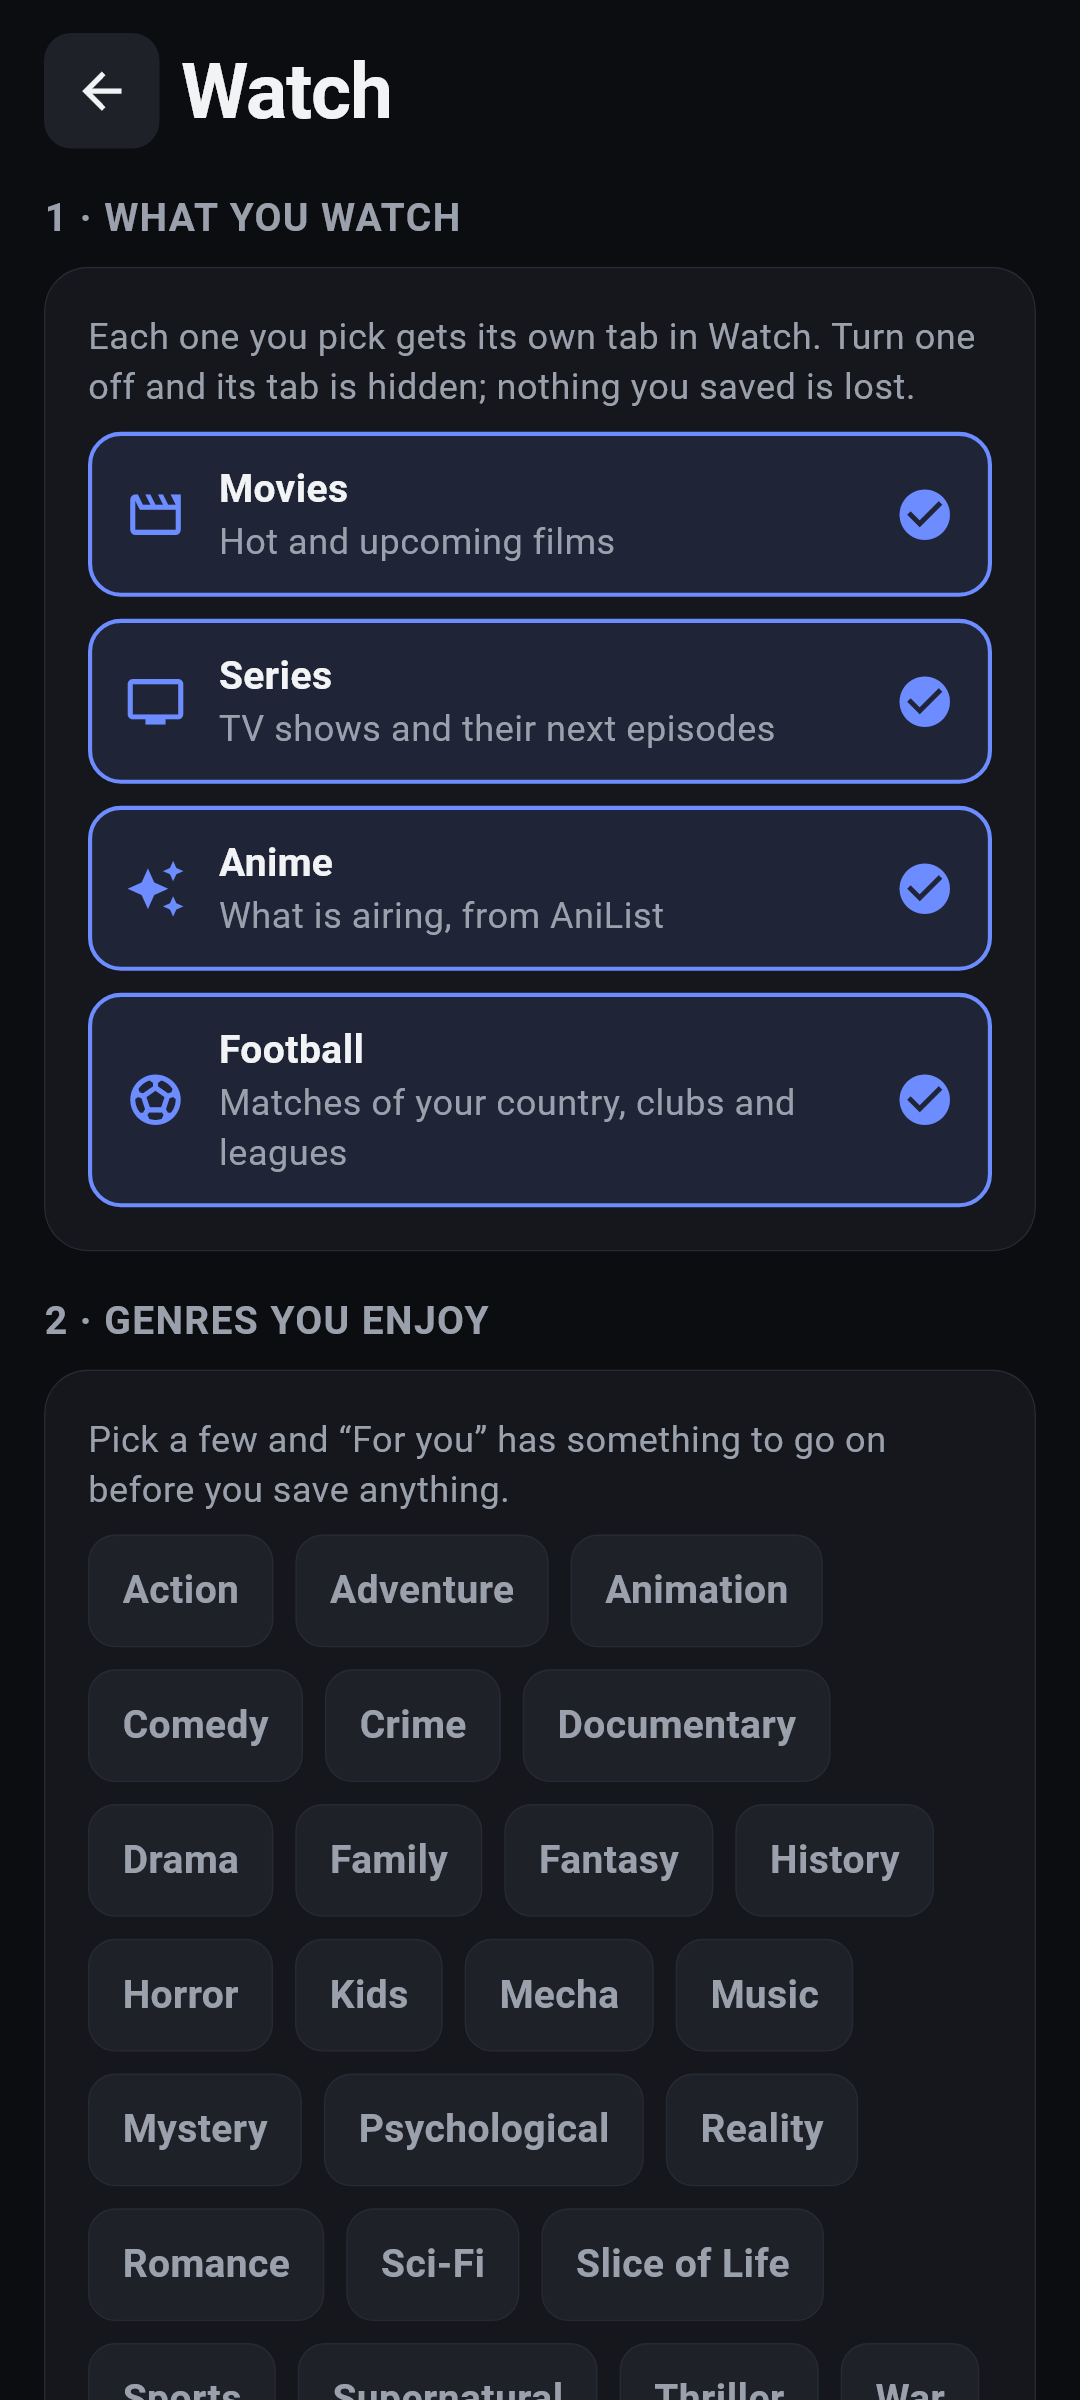 Watch
1 · WHAT YOU WATCH
Each one you pick gets its own tab in Watch. Turn one
off and its tab is hidden; nothing you saved is lost.
Movies
Hot and upcoming films
Series
TV shows and their next episodes
Anime
What is airing, from AniList
Football
Matches of your country, clubs and
leagues
2 · GENRES YOU ENJOY
Pick a few and “For you” has something to go on
before you save anything.
Action Adventure Animation
Comedy Crime Documentary
Drama Family Fantasy History
Horror Kids Mecha Music
Mystery Psychological Reality
Romance Sci-Fi Slice of Life
Sports Supernatural Thriller War